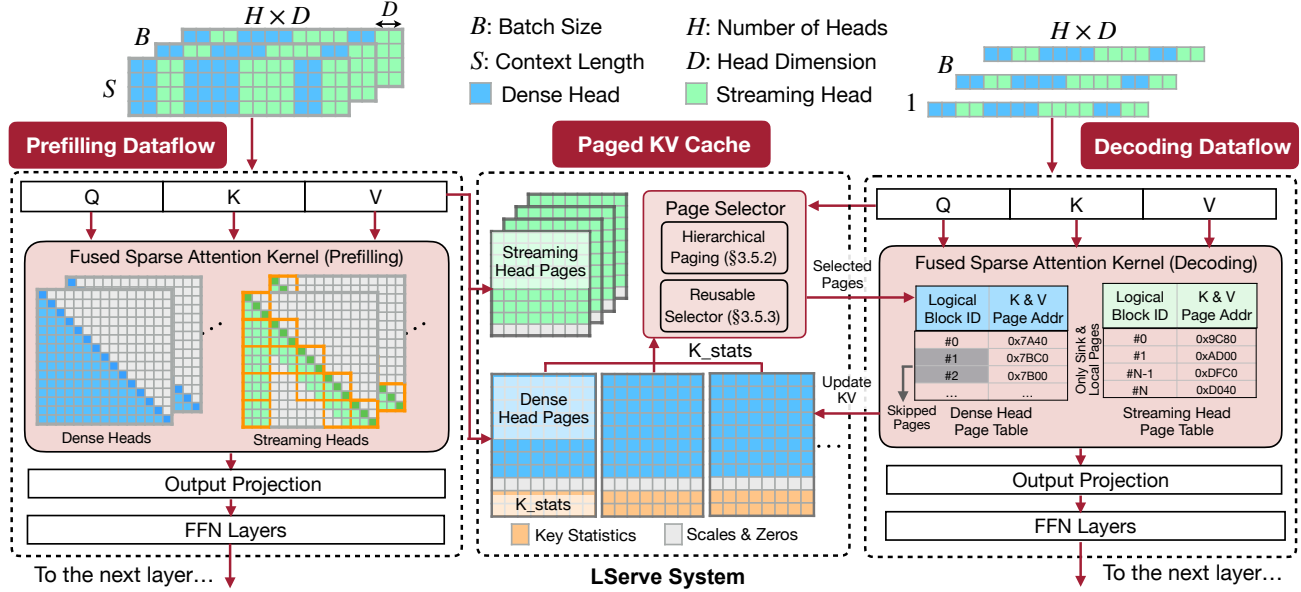 H × D
D
B
S
B: Batch Size
H: Number of Heads
S: Context Length
D: Head Dimension
Dense Head
Streaming Head
H × D
B
1
Prefilling Dataflow
Paged KV Cache
Decoding Dataflow
Q
K
V
Fused Sparse Attention Kernel (Prefilling)
Dense Heads
Streaming Heads
Output Projection
FFN Layers
To the next layer…
Streaming
Head Pages
Page Selector
Hierarchical
Paging (§3.5.2)
Reusable
Selector (§3.5.3)
K_stats
Dense
Head Pages
K_stats
Key Statistics
Scales & Zeros
LServe System
Selected
Pages
Update
KV
Q
K
V
Fused Sparse Attention Kernel (Decoding)
Logical
Block ID
K & V
Page Addr
#0
0x7A40
#1
0x7BC0
#2
0x7B00
...
...
Skipped
Pages
Dense Head
Page Table
Only Sink &
Local Pages
Logical
Block ID
K & V
Page Addr
#0
0x9C80
#1
0xAD00
#N-1
0xDFC0
#N
0xD040
Streaming Head
Page Table
Output Projection
FFN Layers
To the next layer…